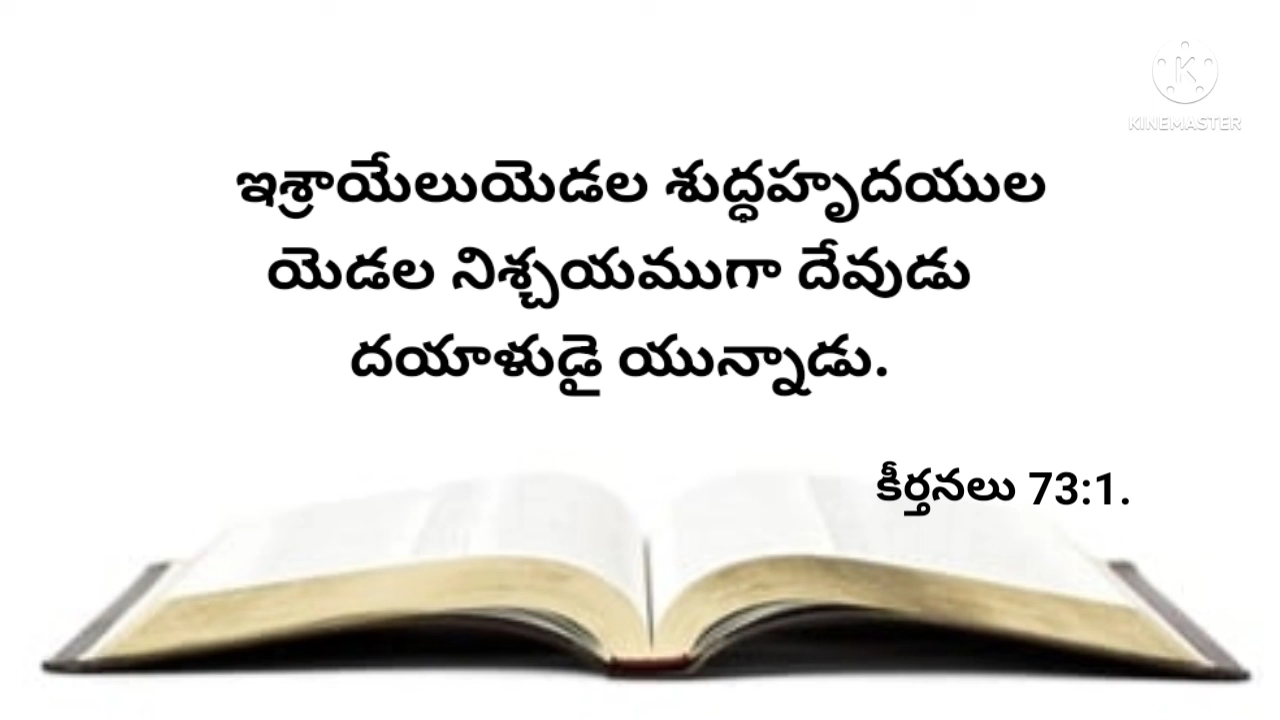 KINEMASTER
ఇశ్రాయేలుయెడల శుద్ధహృదయుల
యెడల నిశ్చయముగా దేవుడు
దయాళుడై యున్నాడు.
కీర్తనలు 73:1.